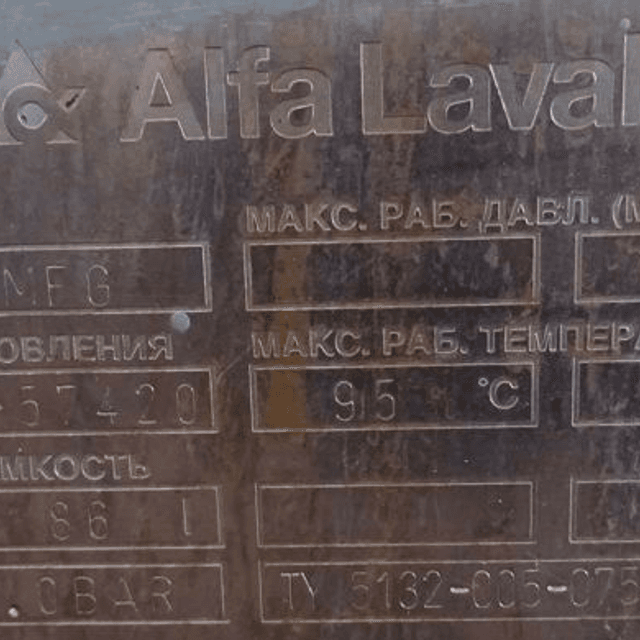 Alfa Laval
МАКС. РАБ. ДАВЛ. (М
MFG
ОВЛЕНИЯ МАКС. РАБ. ТЕМПЕРА
-57420 95 °C
МКОСТЬ
86 l
.0BAR ТУ 5132-005-075